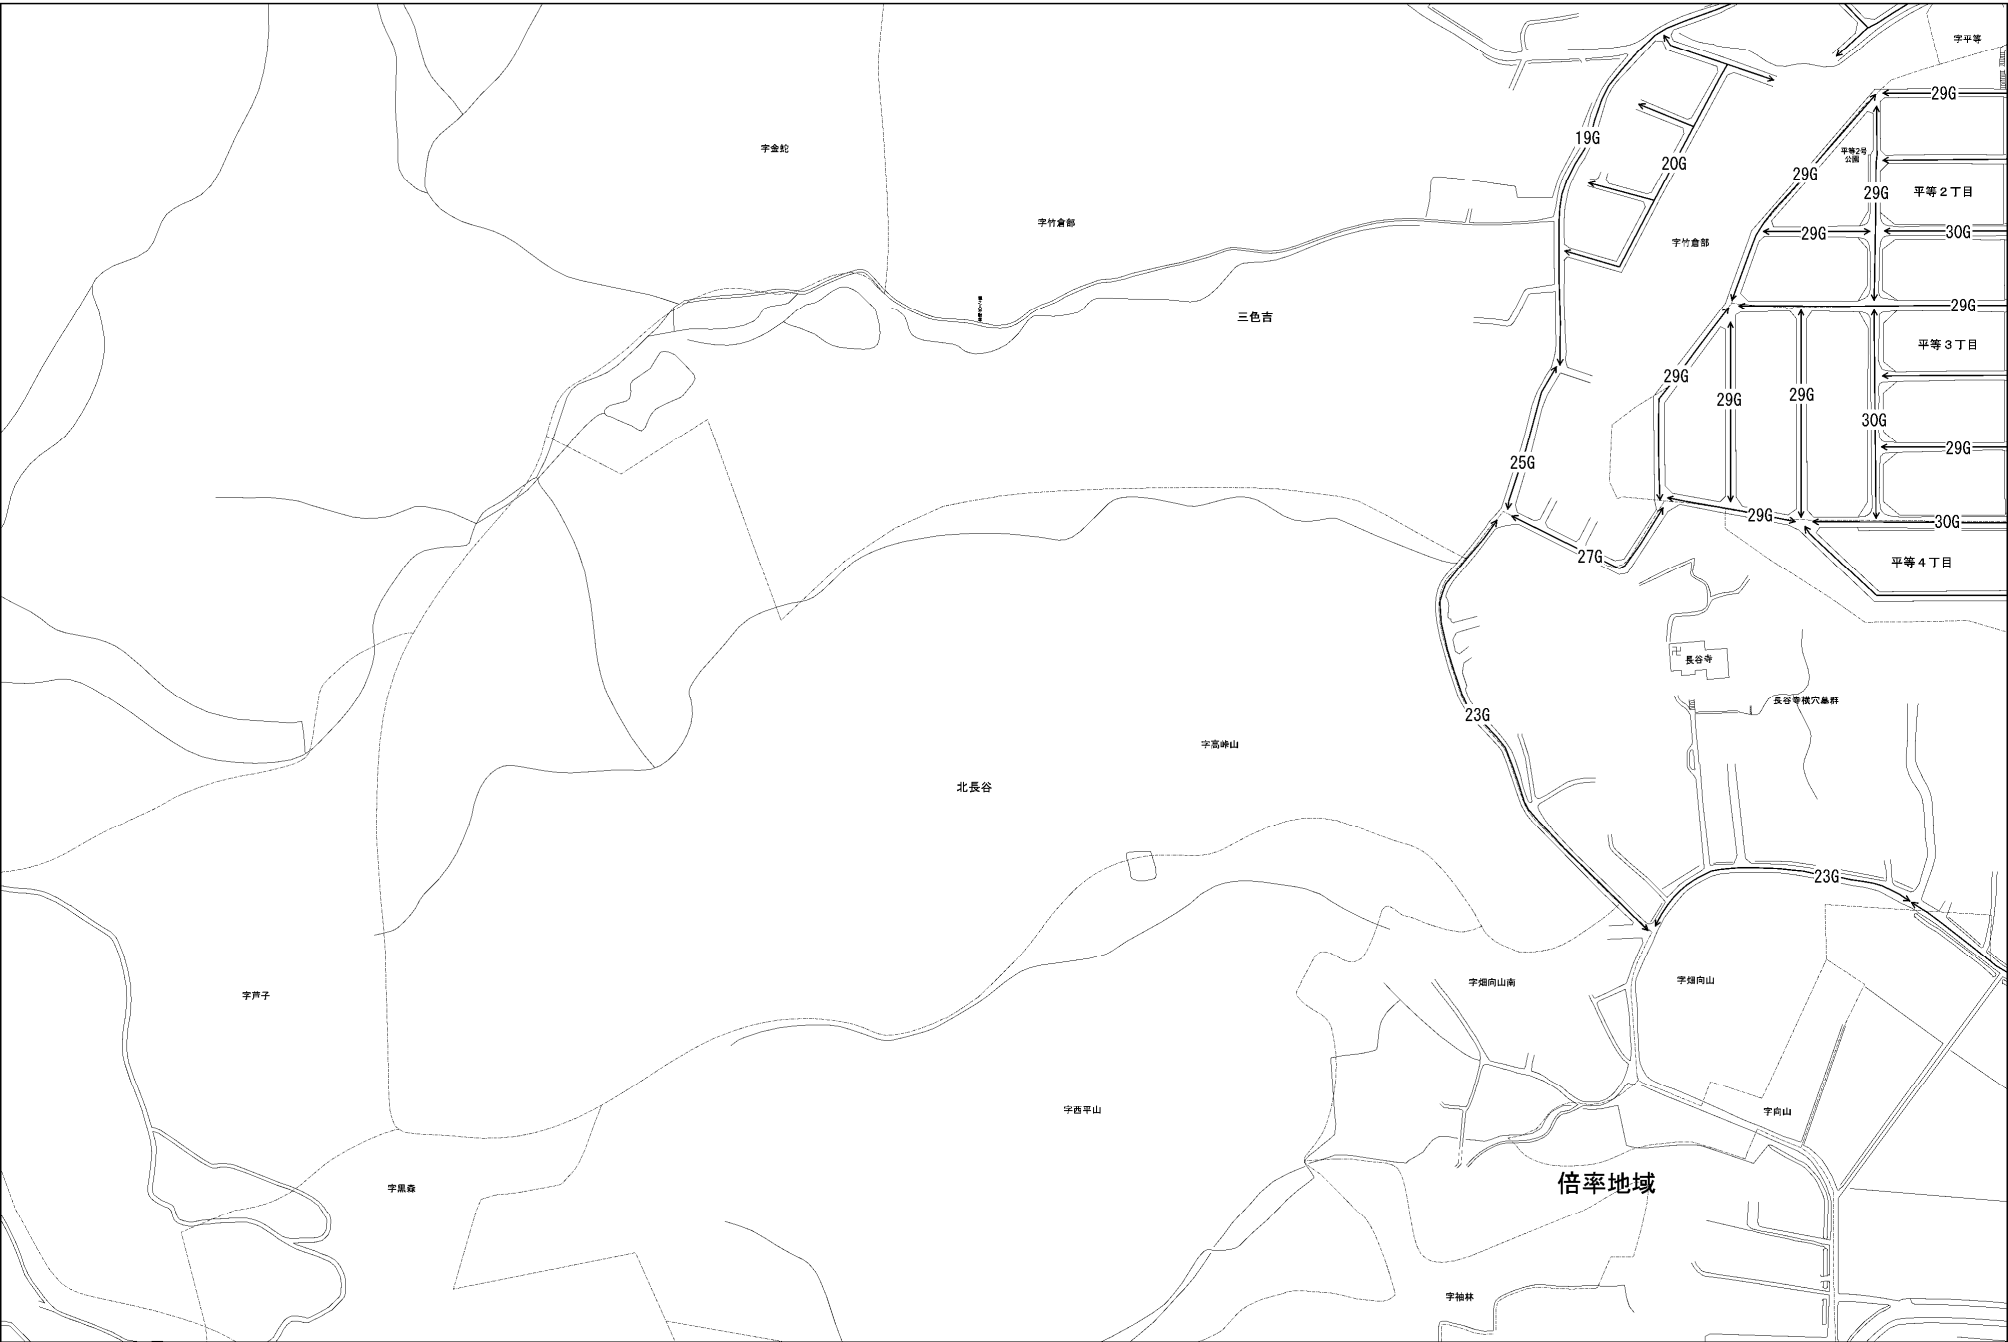 字平等
29G
19G
字金蛇
平等2号
公園
20G
29G
29G
平等２丁目
字竹倉部
29G
30G
字竹倉部
29G
三色吉
平等３丁目
29G
29G
29G
30G
29G
25G
29G
30G
27G
平等４丁目
長谷寺
長谷寺横穴墓群
23G
字高峠山
北長谷
23G
字芦子
字畑向山南
字畑向山
字西平山
字向山
字黒森
倍率地域
字袖林